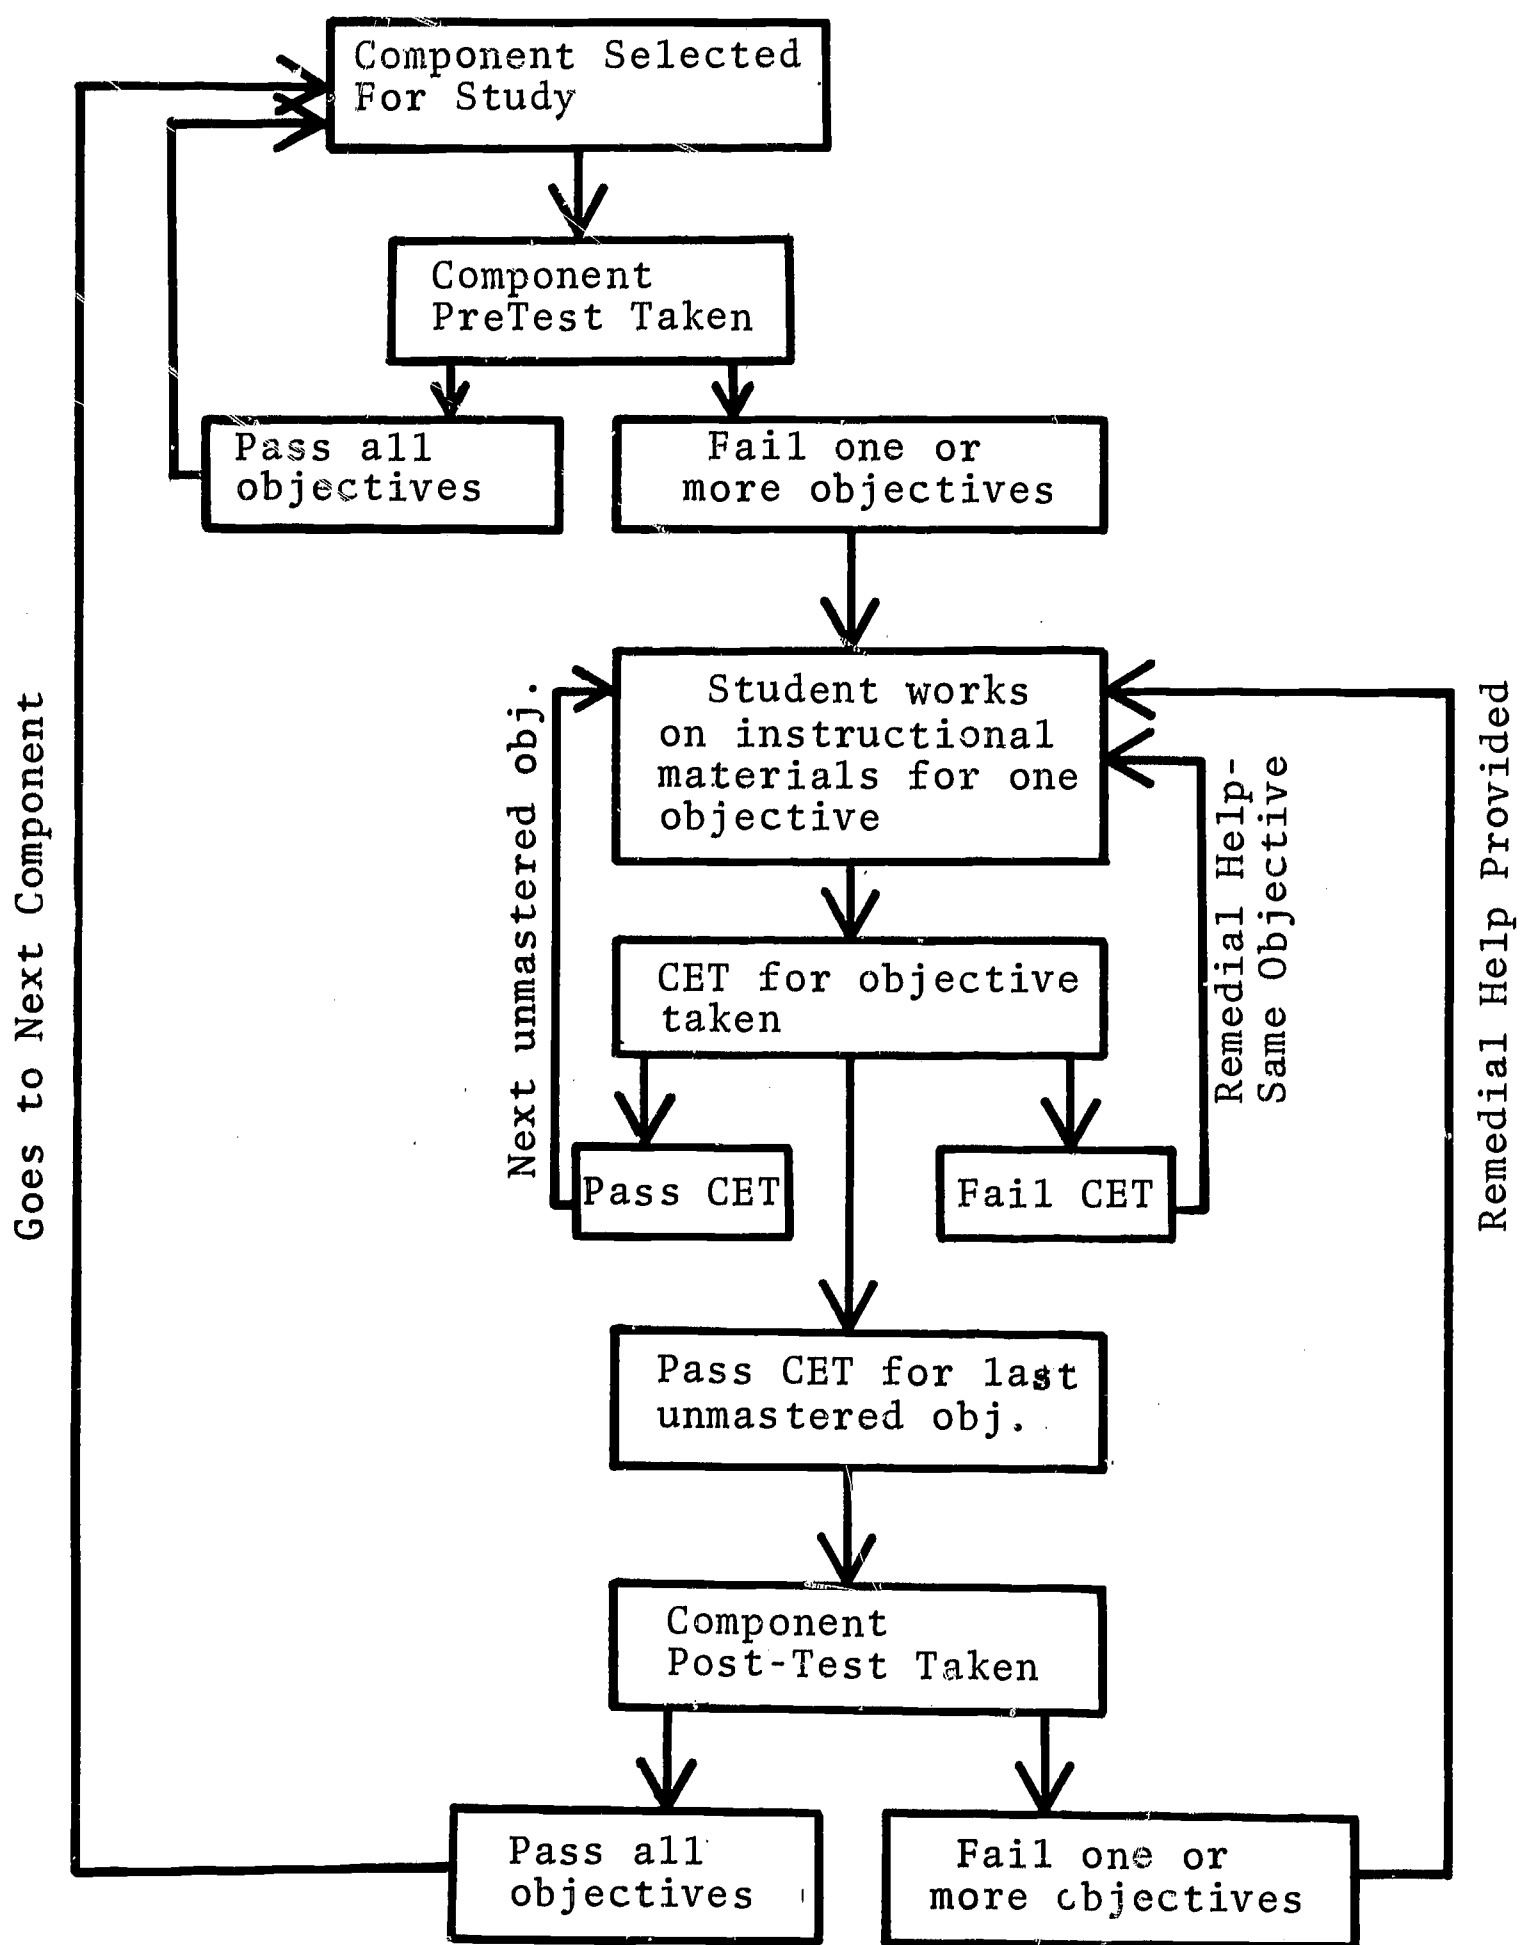 Component Selected
For Study
Component
PreTest Taken
Pass all
objectives
Fail one or
more objectives
Student works
on instructional
materials for one
objective
Next unmastered obj.
Remedial Help-
Same Objective
Remedial Help Provided
Goes to Next Component
CET for objective
taken
Pass CET
Fail CET
Pass CET for last
unmastered obj.
Component
Post-Test Taken
Pass all
objectives
Fail one or
more objectives